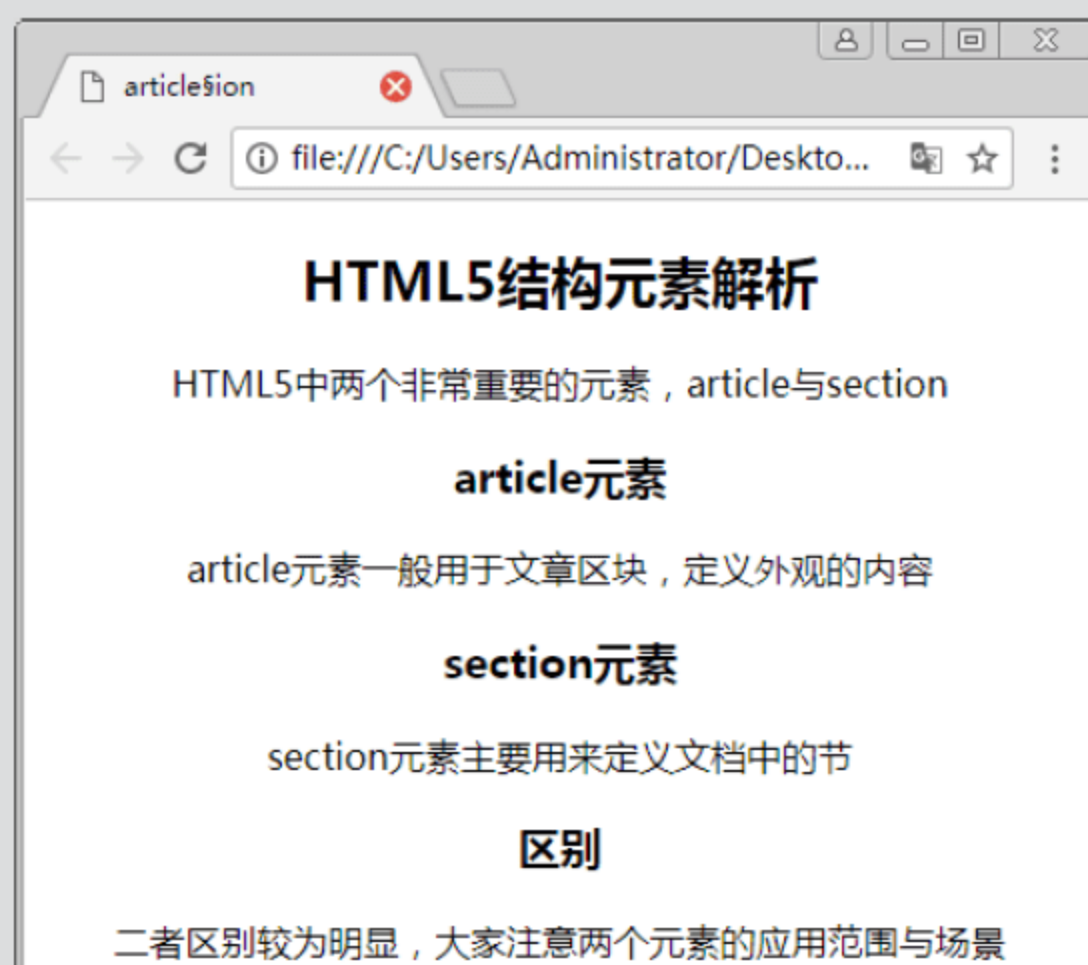 article§ion
file:///C:/Users/Administrator/Deskto...
HTML5结构元素解析
HTML5中两个非常重要的元素，article与section
article元素
article元素一般用于文章区块，定义外观的内容
section元素
section元素主要用来定义文档中的节
区别
二者区别较为明显，大家注意两个元素的应用范围与场景